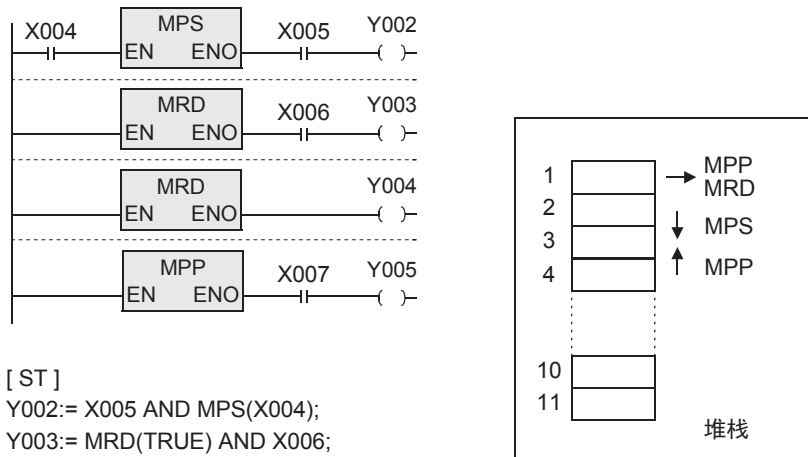 X004 MPS X005 Y002
EN ENO ( )
MRD X006 Y003
EN ENO ( )
MRD Y004
EN ENO ( )
MPP X007 Y005
EN ENO ( )
[ ST ]
Y002:= X005 AND MPS(X004);
Y003:= MRD(TRUE) AND X006;
1 → MPP
MRD
2
3 ↓ MPS
4 ↑ MPP
10
11
堆栈